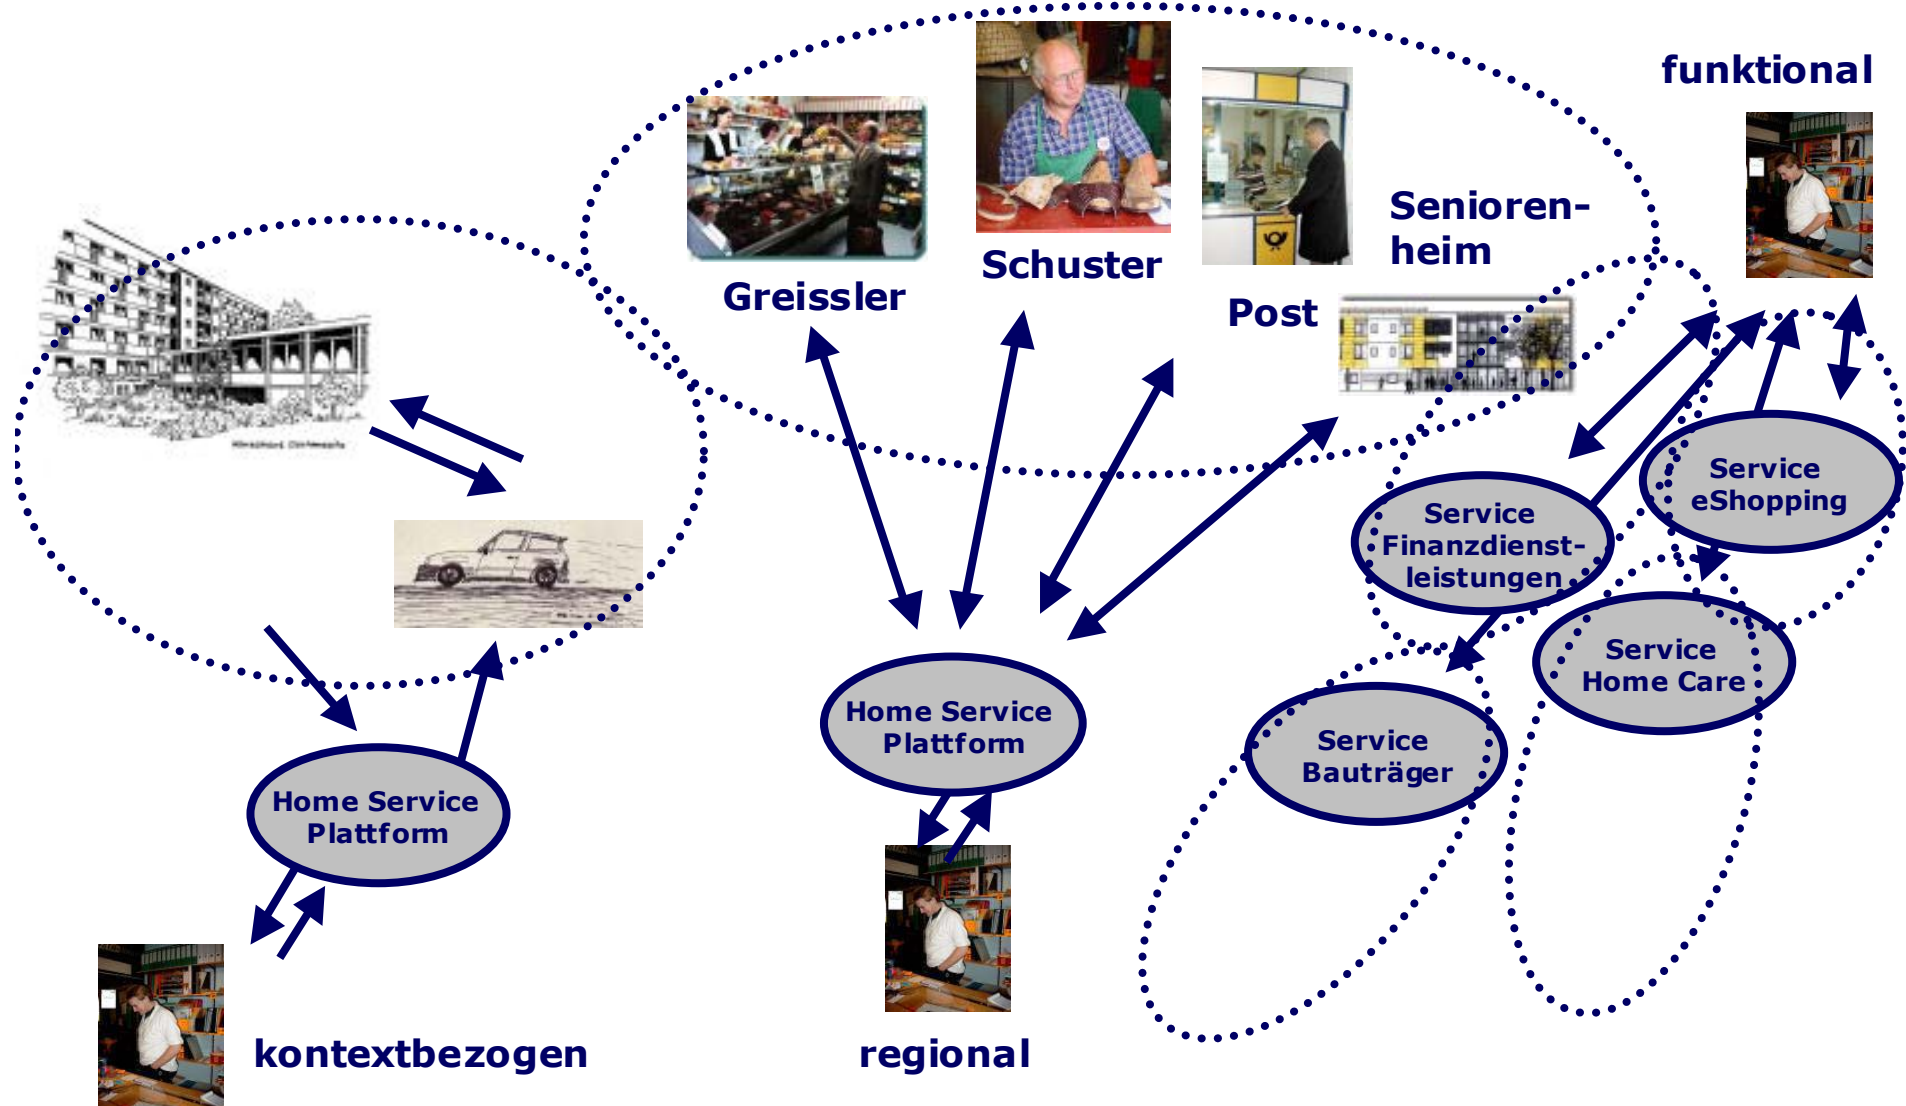 funktional
Senioren-
heim
Schuster
Greissler
Post
Service
eShopping
Service
Finanzdienst-
leistungen
Service
Home Care
Home Service
Plattform
Service
Bauträger
Home Service
Plattform
kontextbezogen
regional